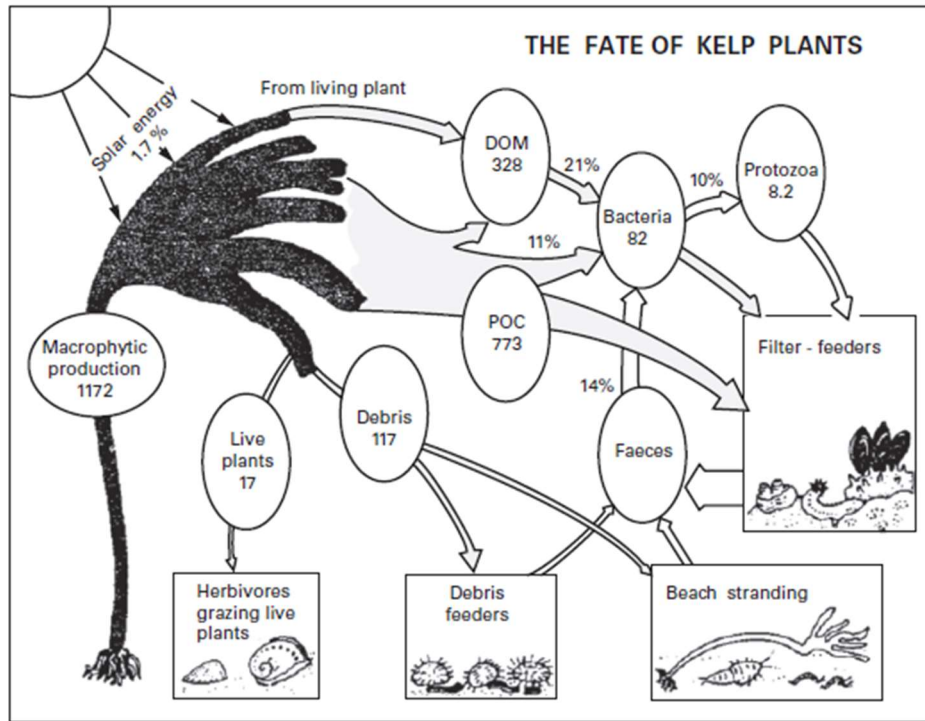 THE FATE OF KELP PLANTS
From living plant
Solar energy
1.7 %
DOM
328
21%
Bacteria
82
10%
Protozoa
8.2
11%
Macrophytic
production
1172
POC
773
Filter - feeders
Live
plants
17
Debris
117
14%
Faeces
Herbivores
grazing live
plants
Debris
feeders
Beach stranding